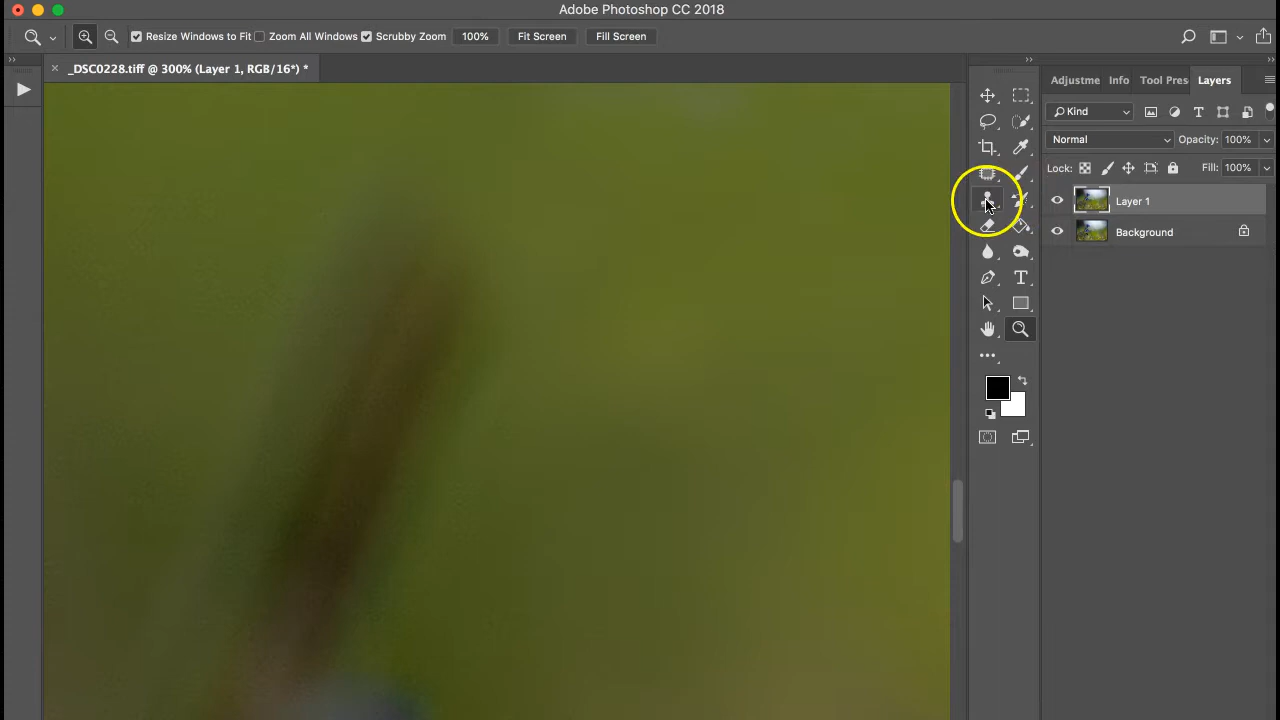 Adobe Photoshop CC 2018
Resize Windows to Fit Zoom All Windows Scrubby Zoom 100% Fit Screen Fill Screen
_DSC0228.tiff @ 300% (Layer 1, RGB/16*) *
Adjustme Info Tool Pres Layers
Kind
Normal Opacity: 100%
Lock: Fill: 100%
Layer 1
Background